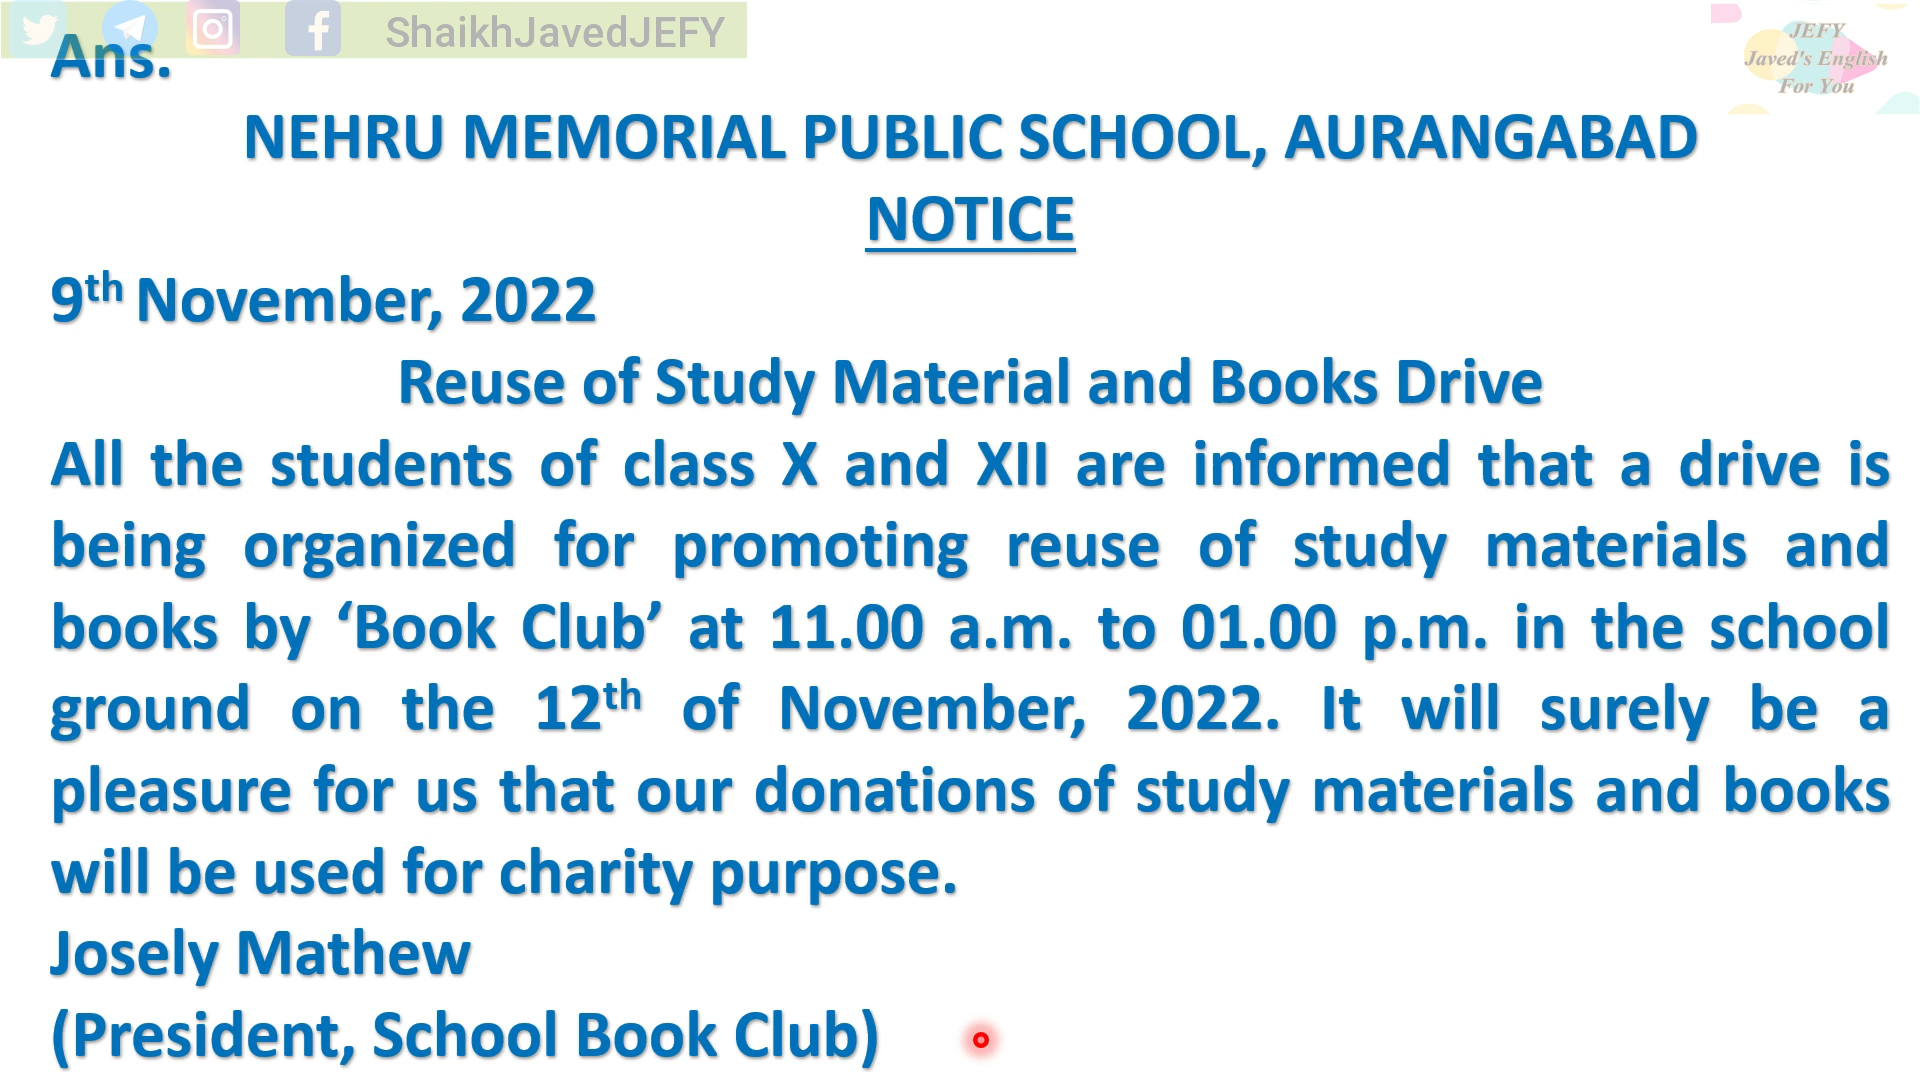 ShaikhJavedJEFY
JEFY
Javed's English
For You
Ans.
NEHRU MEMORIAL PUBLIC SCHOOL, AURANGABAD
NOTICE
9th November, 2022
Reuse of Study Material and Books Drive
All the students of class X and XII are informed that a drive is
being organized for promoting reuse of study materials and
books by ‘Book Club’ at 11.00 a.m. to 01.00 p.m. in the school
ground on the 12th of November, 2022. It will surely be a
pleasure for us that our donations of study materials and books
will be used for charity purpose.
Josely Mathew
(President, School Book Club)